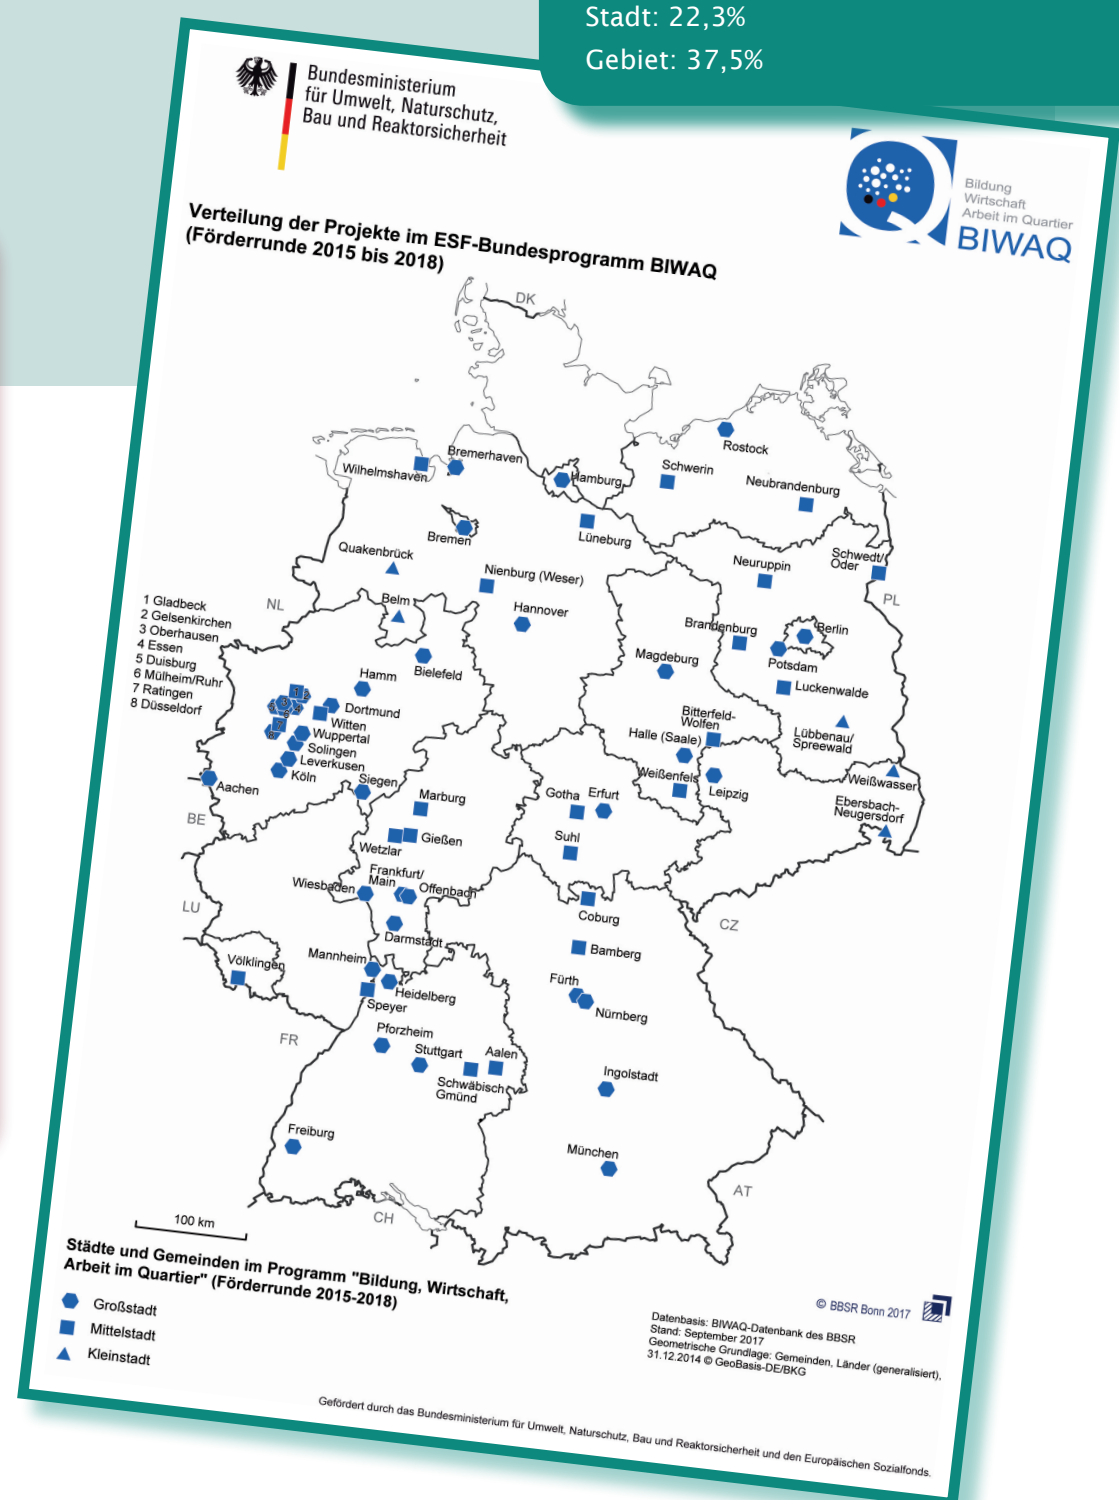 Stadt: 22,3%
Gebiet: 37,5%
Bundesministerium
für Umwelt, Naturschutz,
Bau und Reaktorsicherheit
Bildung
Wirtschaft
Arbeit im Quartier
BIWAQ
Verteilung der Projekte im ESF-Bundesprogramm BIWAQ
(Förderrunde 2015 bis 2018)
DK
Rostock
Bremerhaven
Wilhelmshaven
Hamburg
Schwerin
Neubrandenburg
Bremen
Lüneburg
Quakenbrück
Neuruppin
Schwedt/
Oder
Nienburg (Weser)
NL
Belm
Hannover
PL
1 Gladbeck
2 Gelsenkirchen
3 Oberhausen
4 Essen
5 Duisburg
6 Mülheim/Ruhr
7 Ratingen
8 Düsseldorf
Brandenburg
Berlin
Potsdam
Magdeburg
Bielefeld
Hamm
Luckenwalde
Dortmund
Witten
Wuppertal
Solingen
Leverkusen
Köln
Bitterfeld-
Wolfen
Halle (Saale)
Lübbenau/
Spreewald
Weißenfels
Leipzig
Weißwasser
Aachen
Siegen
Marburg
Gotha
Erfurt
Ebersbach-
Neugersdorf
BE
Wetzlar
Gießen
Suhl
Frankfurt/
Main
Offenbach
Wiesbaden
LU
Coburg
CZ
Darmstadt
Bamberg
Völklingen
Mannheim
Heidelberg
Speyer
Fürth
Nürnberg
FR
Pforzheim
Stuttgart
Aalen
Schwäbisch
Gmünd
Ingolstadt
Freiburg
München
AT
CH
100 km
Städte und Gemeinden im Programm "Bildung, Wirtschaft,
Arbeit im Quartier" (Förderrunde 2015-2018)
Großstadt
Mittelstadt
Kleinstadt
© BBSR Bonn 2017
Datenbasis: BIWAQ-Datenbank des BBSR
Stand: September 2017
Geometrische Grundlage: Gemeinden, Länder (generalisiert),
31.12.2014 © GeoBasis-DE/BKG
Gefördert durch das Bundesministerium für Umwelt, Naturschutz, Bau und Reaktorsicherheit und den Europäischen Sozialfonds.